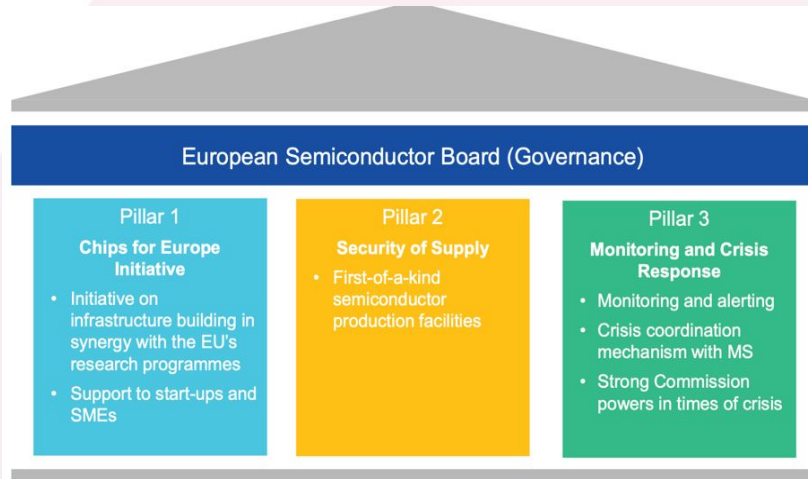 European Semiconductor Board (Governance)
Pillar 1
Chips for Europe
Initiative
• Initiative on
infrastructure building in
synergy with the EU's
research programmes
• Support to start-ups and
SMEs
Pillar 2
Security of Supply
• First-of-a-kind
semiconductor
production facilities
Pillar 3
Monitoring and Crisis
Response
• Monitoring and alerting
• Crisis coordination
mechanism with MS
• Strong Commission
powers in times of crisis